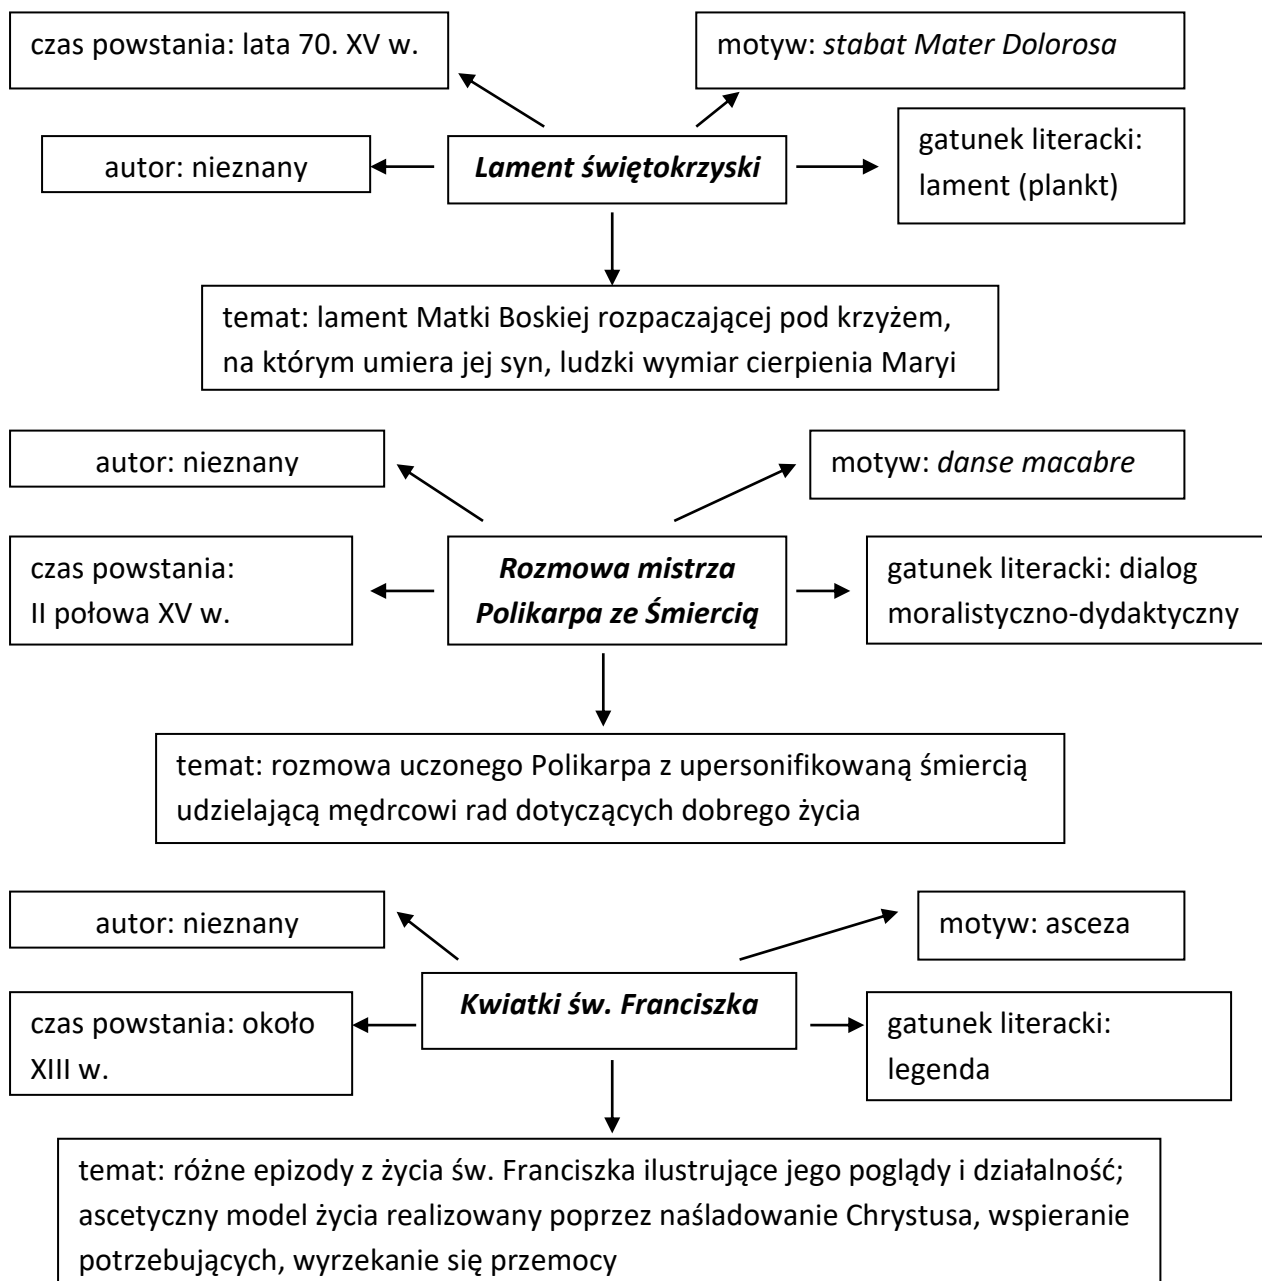 czas powstania: lata 70. XV w.
motyw: stabat Mater Dolorosa
autor: nieznany
Lament świętokrzyski
gatunek literacki:
lament (plankt)
temat: lament Matki Boskiej rozpaczającej pod krzyżem,
na którym umiera jej syn, ludzki wymiar cierpienia Maryi
autor: nieznany
motyw: danse macabre
czas powstania:
II połowa XV w.
Rozmowa mistrza
Polikarpa ze Śmiercią
gatunek literacki: dialog
moralistyczno-dydaktyczny
temat: rozmowa uczonego Polikarpa z upersonifikowaną śmiercią
udzielającą mędrcowi rad dotyczących dobrego życia
autor: nieznany
motyw: asceza
Kwiatki św. Franciszka
czas powstania: około
XIII w.
gatunek literacki:
legenda
temat: różne epizody z życia św. Franciszka ilustrujące jego poglądy i działalność;
ascetyczny model życia realizowany poprzez naśladowanie Chrystusa, wspieranie
potrzebujących, wyrzekanie się przemocy